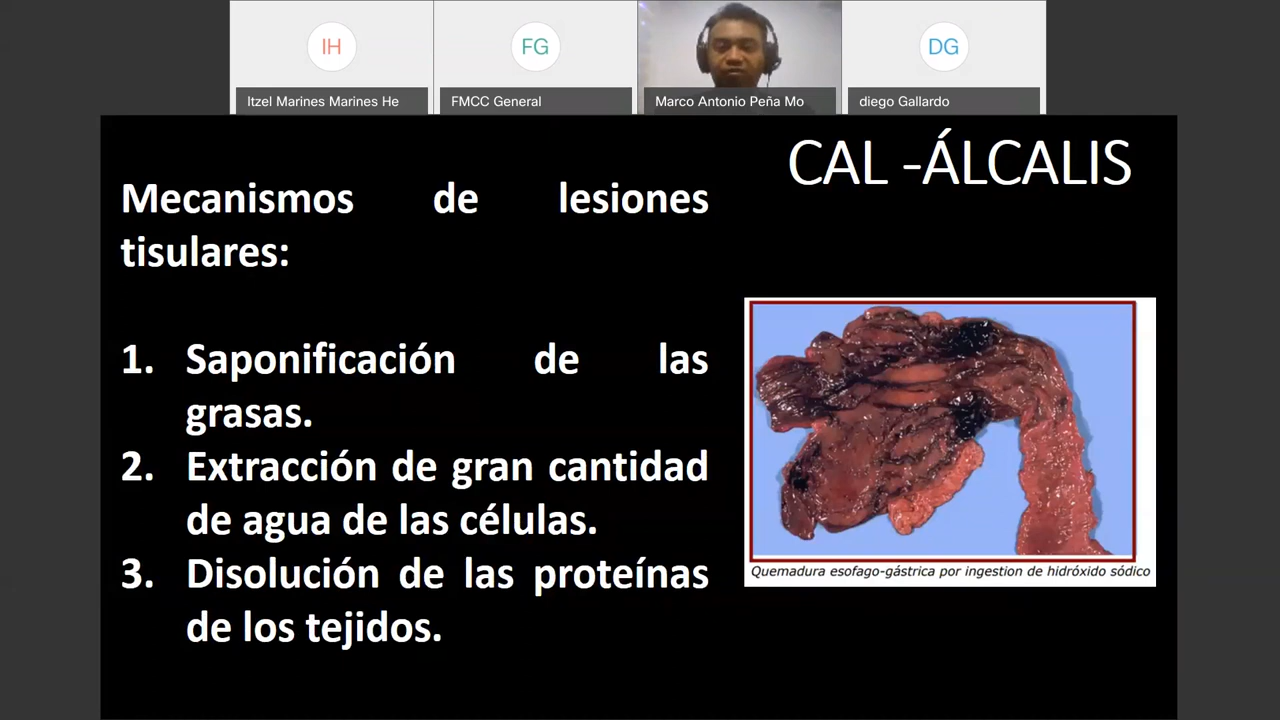 IH
FG
DG
Itzel Marines Marines He
FMCC General
Marco Antonio Peña Mo
diego Gallardo
CAL -ÁLCALIS
Mecanismos de lesiones
tisulares:
1. Saponificación de las
grasas.
2. Extracción de gran cantidad
de agua de las células.
3. Disolución de las proteínas
de los tejidos.
Quemadura esofago-gástrica por ingestion de hidróxido sódico